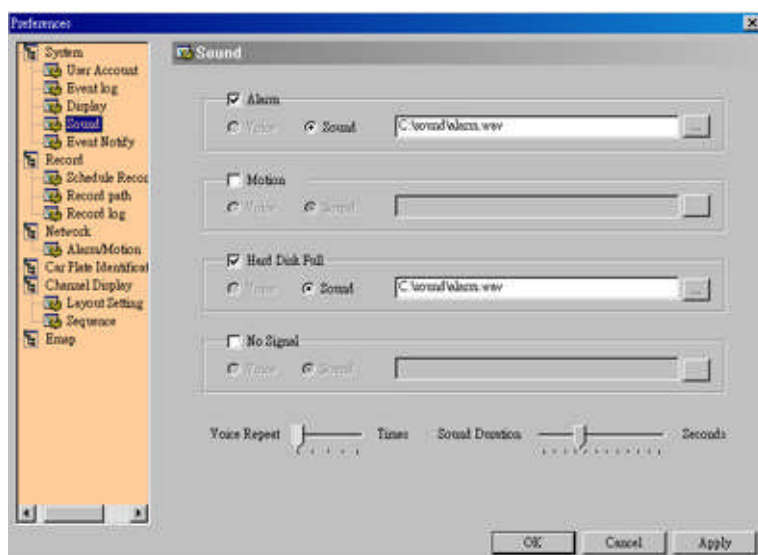 Preferences
System
User Account
Event log
Display
Sound
Event Notify
Record
Schedule Recor
Record path
Record log
Network
Alarm/Motion
Car Plate Identificat
Channel Display
Layout Setting
Sequence
Emap
Sound
Alarm
Voice
Sound
C:\sound\alarm.wav
...
Motion
Voice
Sound
Hard Disk Full
Voice
Sound
C:\sound\alarm.wav
...
No Signal
Voice
Sound
Voice Repeat
Times
Sound Duration
Seconds
OK
Cancel
Apply